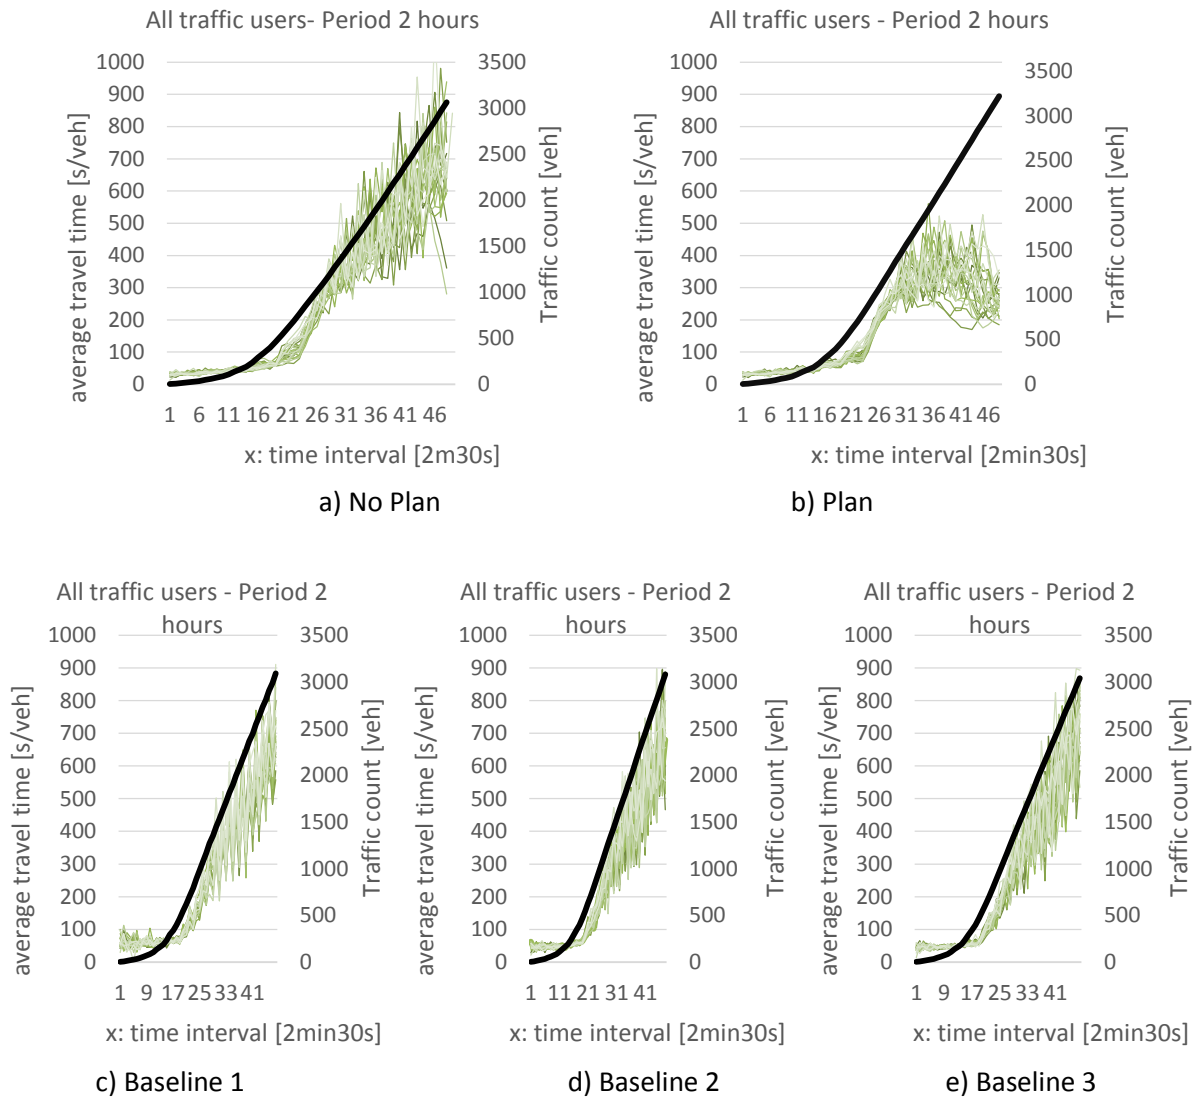 All traffic users- Period 2 hours
1000
900
800
700
600
500
400
300
200
100
0
average travel time [s/veh]
3500
3000
2500
2000
1500
1000
500
0
Traffic count [veh]
1 6 11 16 21 26 31 36 41 46
x: time interval [2m30s]
a) No Plan
All traffic users - Period 2 hours
1000
900
800
700
600
500
400
300
200
100
0
average travel time [s/veh]
3500
3000
2500
2000
1500
1000
500
0
Traffic count [veh]
1 6 11 16 21 26 31 36 41 46
x: time interval [2min30s]
b) Plan
All traffic users - Period 2
hours
1000
900
800
700
600
500
400
300
200
100
0
average travel time [s/veh]
3500
3000
2500
2000
1500
1000
500
0
Traffic count [veh]
1 9 17 25 33 41
x: time interval [2min30s]
c) Baseline 1
All traffic users - Period 2
hours
1000
900
800
700
600
500
400
300
200
100
0
average travel time [s/veh]
3500
3000
2500
2000
1500
1000
500
0
Traffic count [veh]
1 11 21 31 41
x: time interval [2min30s]
d) Baseline 2
All traffic users - Period 2
hours
1000
900
800
700
600
500
400
300
200
100
0
average travel time [s/veh]
3500
3000
2500
2000
1500
1000
500
0
Traffic count [veh]
1 9 17 25 33 41
x: time interval [2min30s]
e) Baseline 3